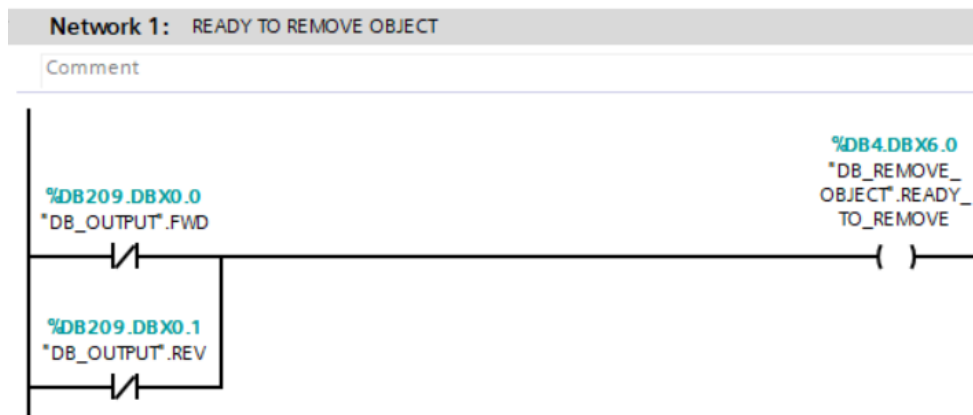 Network 1: READY TO REMOVE OBJECT
Comment
%DB4.DBX6.0
"DB_REMOVE_
OBJECT".READY_
TO_REMOVE
%DB209.DBX0.0
"DB_OUTPUT".FWD
%DB209.DBX0.1
"DB_OUTPUT".REV